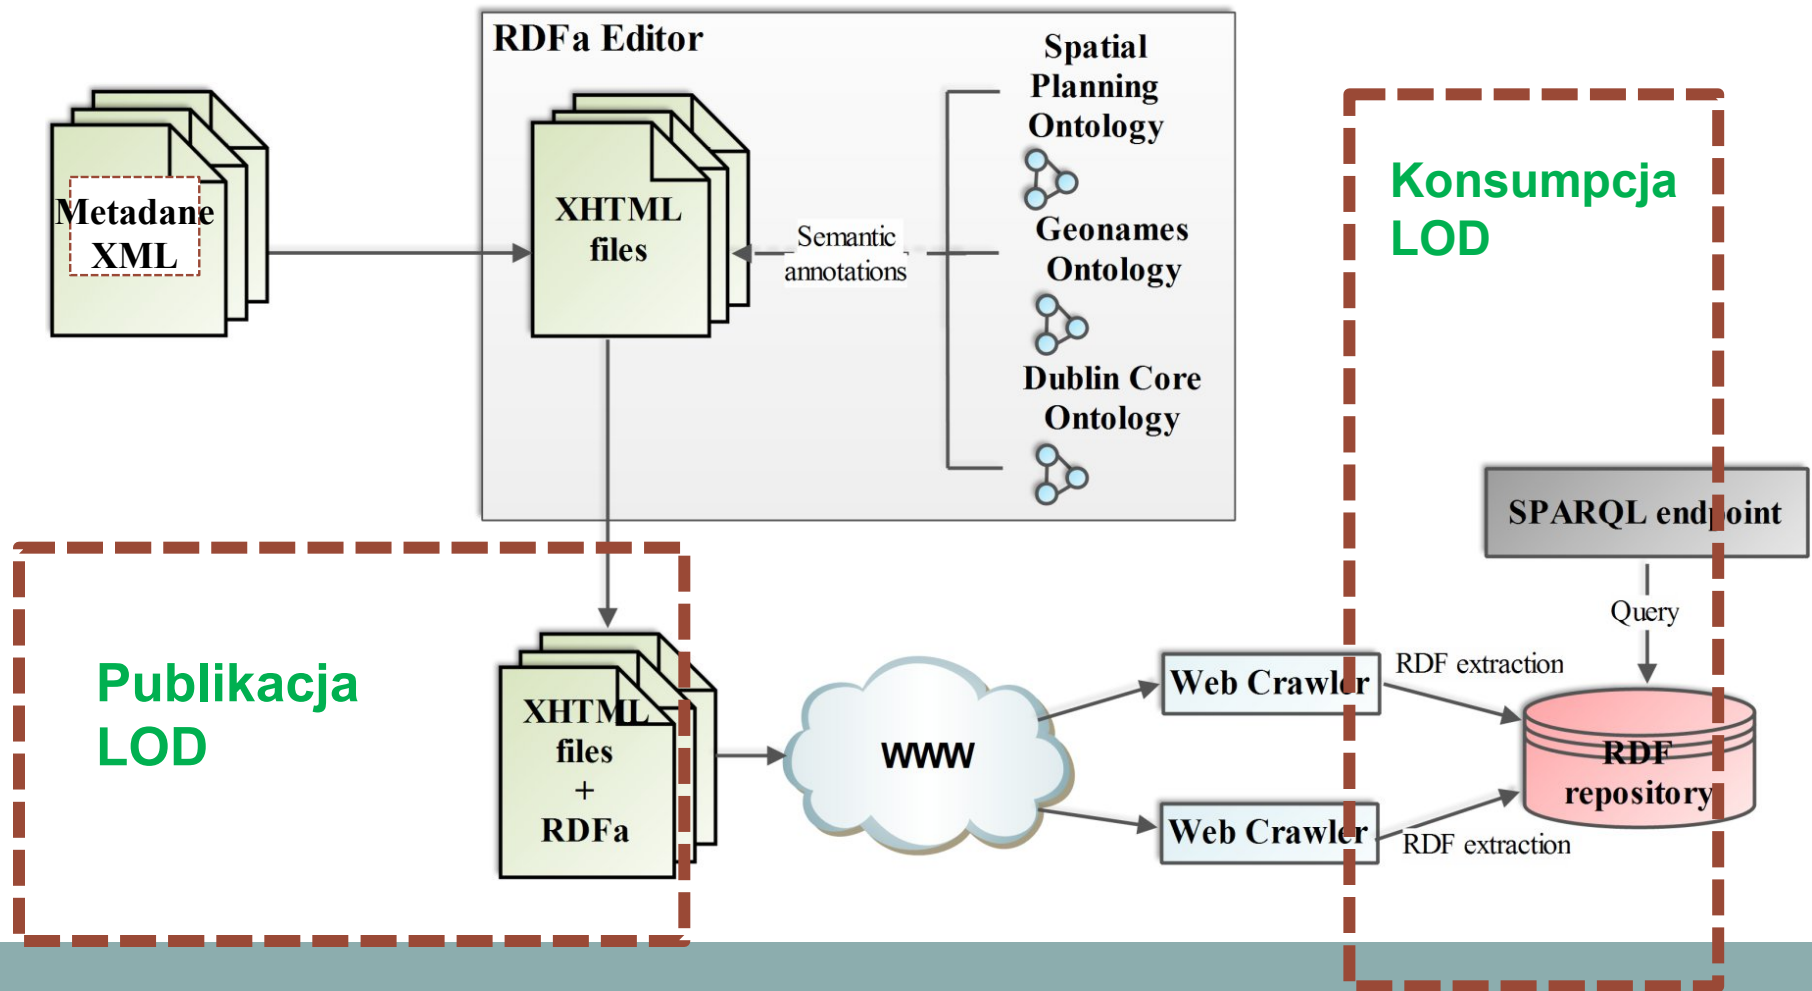 RDFa Editor
Metadane
XML
XHTML
files
Semantic
annotations
Spatial
Planning
Ontology
Geonames
Ontology
Dublin Core
Ontology
Konsumpcja
LOD
SPARQL endpoint
Query
Publikacja
LOD
XHTML
files
+
RDFa
WWW
Web Crawler
RDF extraction
Web Crawler
RDF extraction
RDF
repository